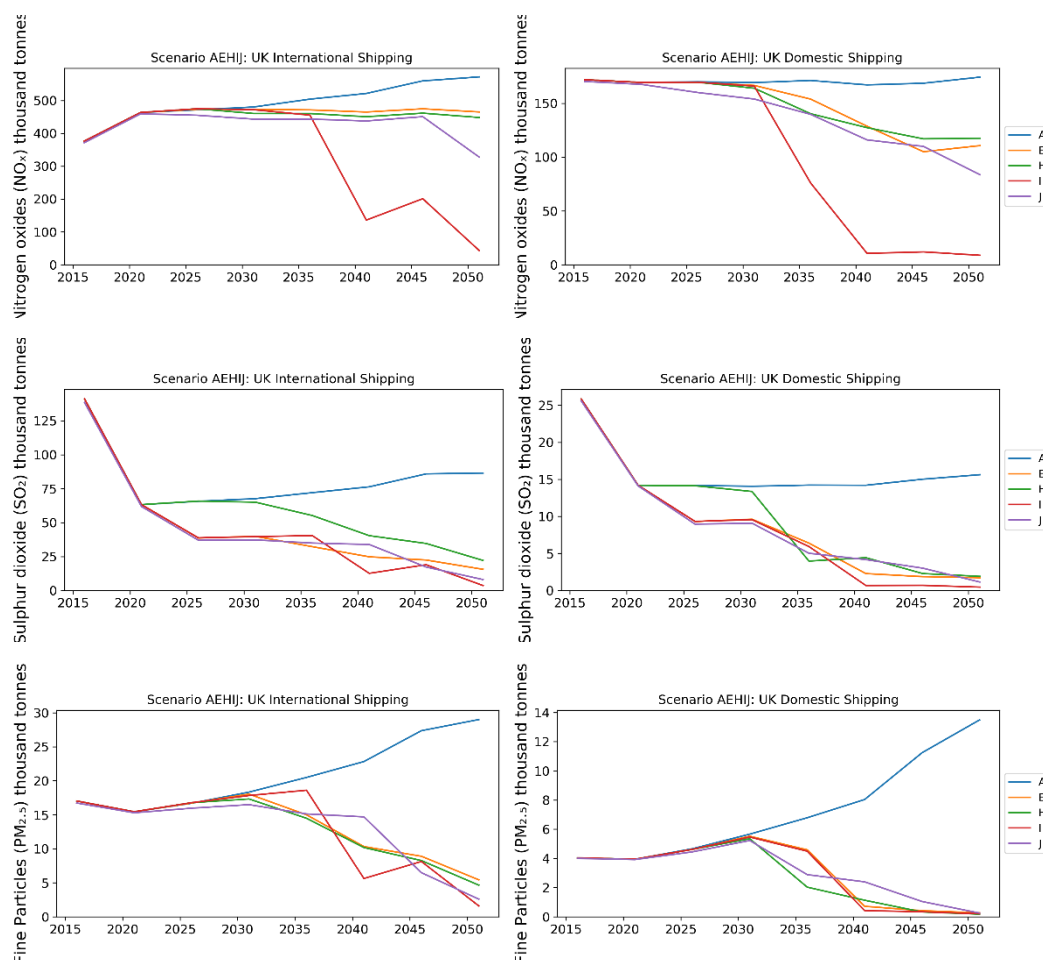 Scenario AEHIJ: UK International Shipping
Nitrogen oxides (NOₓ) thousand tonnes
500
400
300
200
100
0
2015 2020 2025 2030 2035 2040 2045 2050
Scenario AEHIJ: UK Domestic Shipping
Nitrogen oxides (NOₓ) thousand tonnes
150
100
50
0
2015 2020 2025 2030 2035 2040 2045 2050
A
E
H
I
J
Scenario AEHIJ: UK International Shipping
Sulphur dioxide (SO₂) thousand tonnes
125
100
75
50
25
0
2015 2020 2025 2030 2035 2040 2045 2050
Scenario AEHIJ: UK Domestic Shipping
Sulphur dioxide (SO₂) thousand tonnes
25
20
15
10
5
0
2015 2020 2025 2030 2035 2040 2045 2050
A
E
H
I
J
Scenario AEHIJ: UK International Shipping
Fine Particles (PM₂.₅) thousand tonnes
30
25
20
15
10
5
0
2015 2020 2025 2030 2035 2040 2045 2050
Scenario AEHIJ: UK Domestic Shipping
Fine Particles (PM₂.₅) thousand tonnes
14
12
10
8
6
4
2
0
2015 2020 2025 2030 2035 2040 2045 2050
A
E
H
I
J